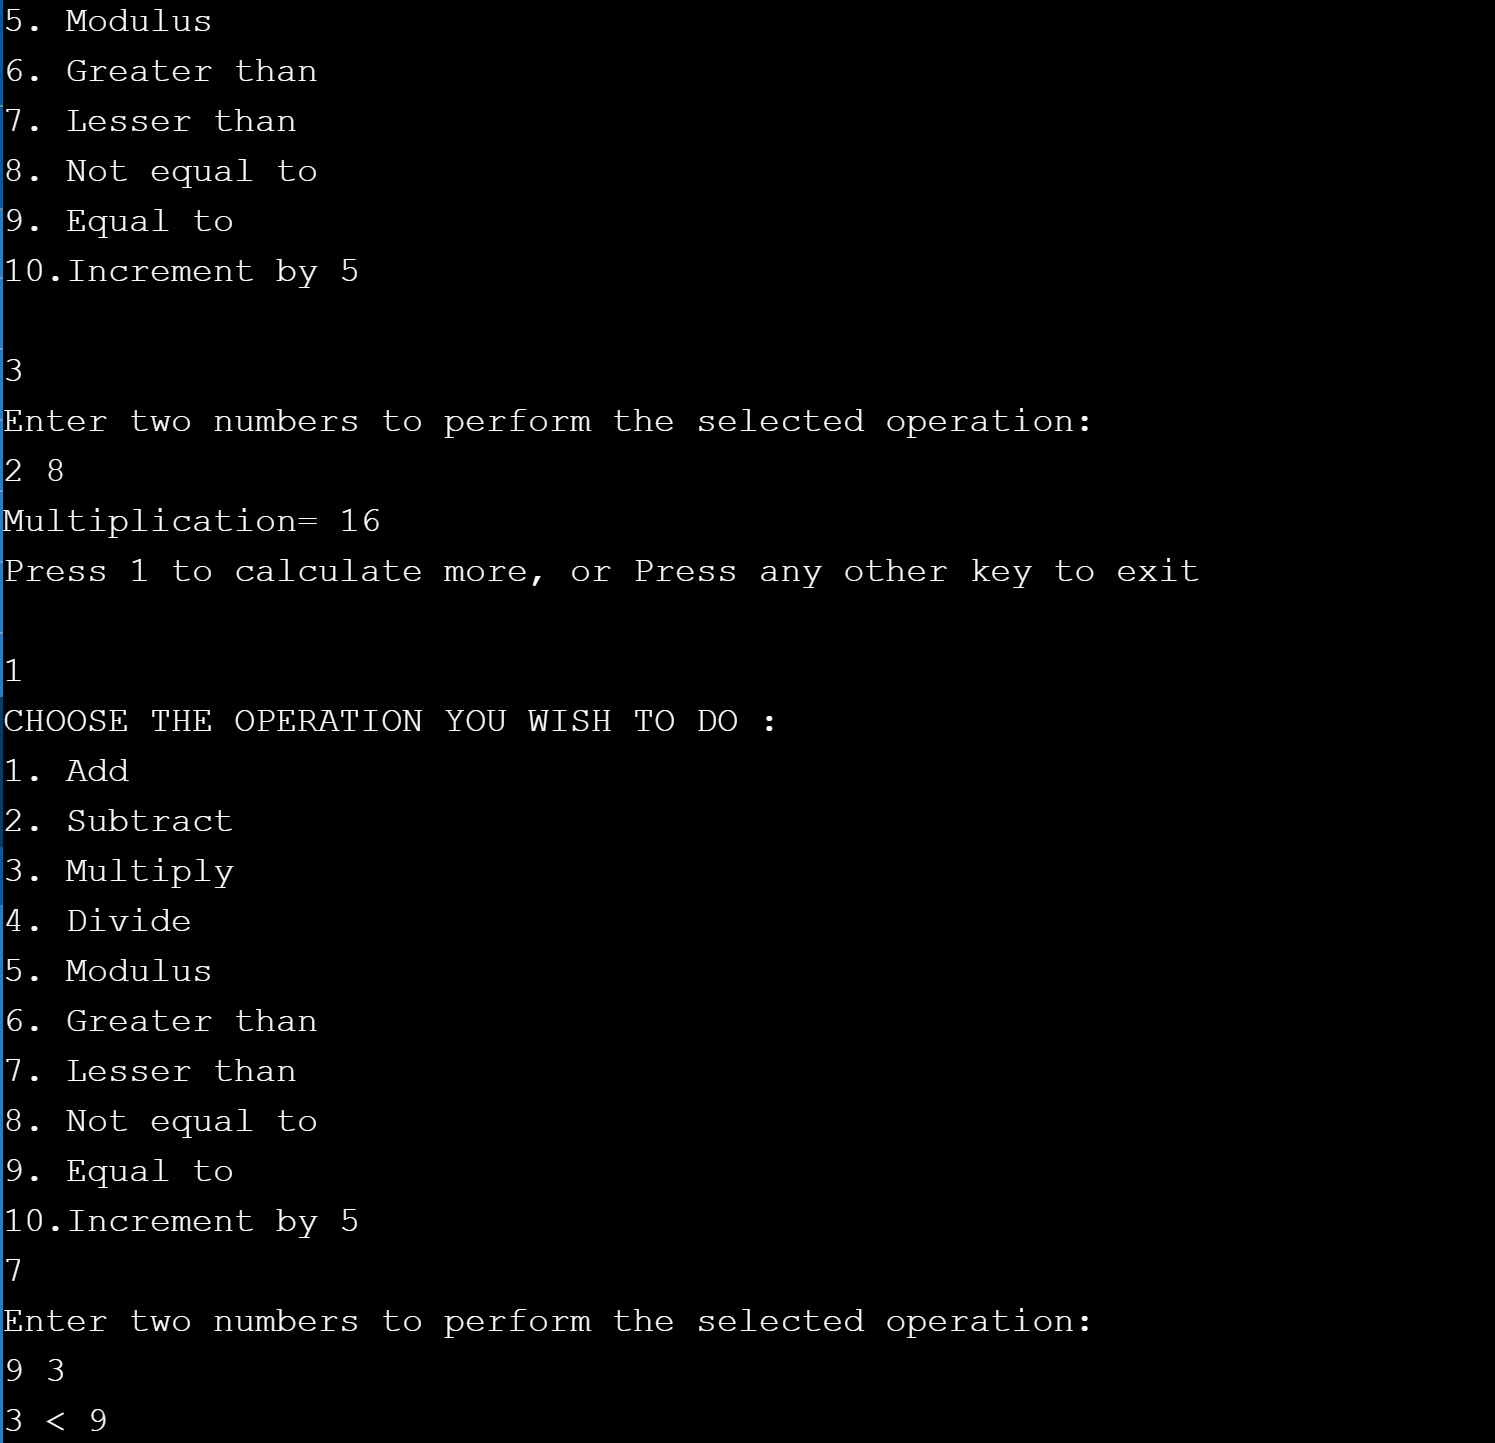 5. Modulus
6. Greater than
7. Lesser than
8. Not equal to
9. Equal to
10.Increment by 5
3
Enter two numbers to perform the selected operation:
2 8
Multiplication= 16
Press 1 to calculate more, or Press any other key to exit
1
CHOOSE THE OPERATION YOU WISH TO DO :
1. Add
2. Subtract
3. Multiply
4. Divide
5. Modulus
6. Greater than
7. Lesser than
8. Not equal to
9. Equal to
10.Increment by 5
7
Enter two numbers to perform the selected operation:
9 3
3 < 9